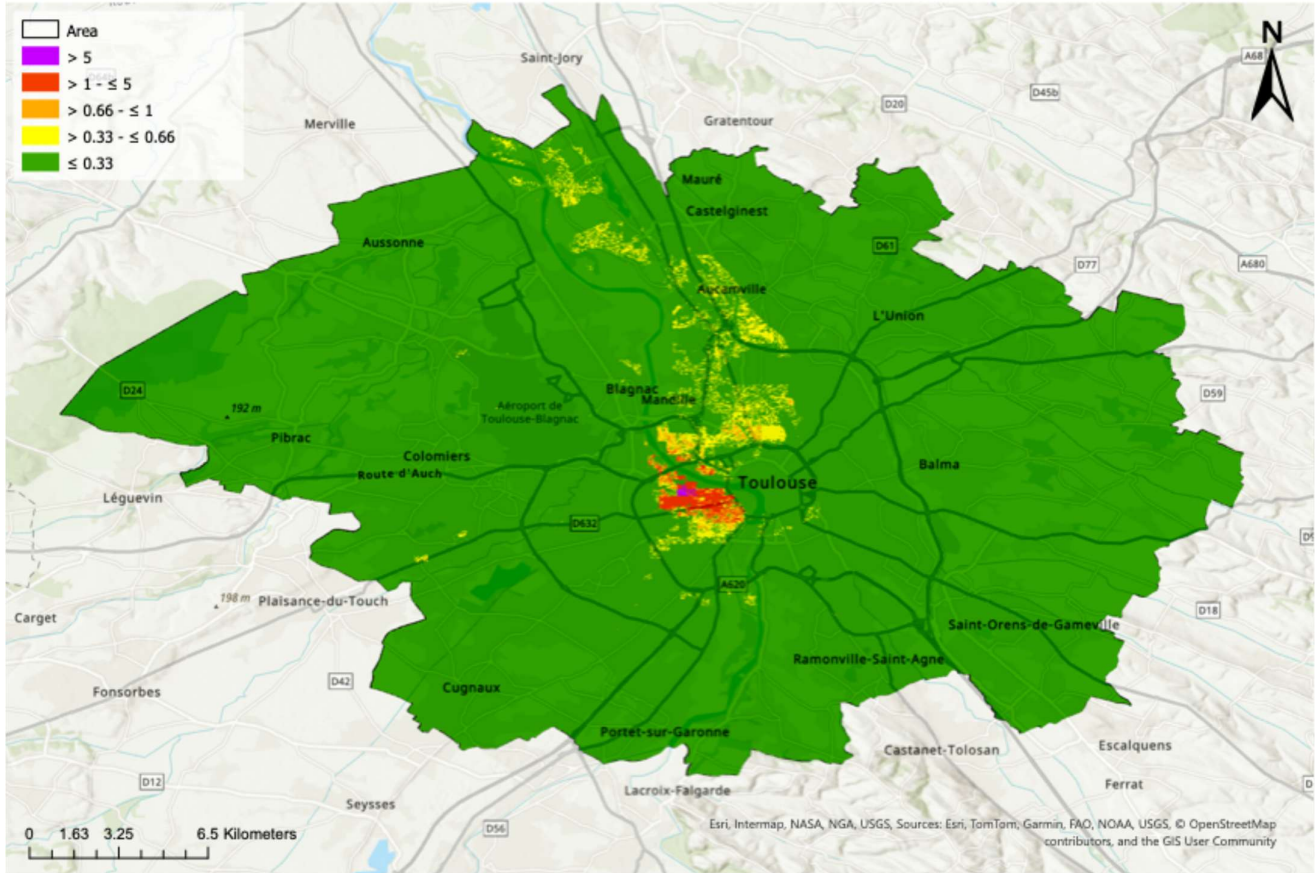 Area
> 5
> 1 - ≤ 5
> 0.66 - ≤ 1
> 0.33 - ≤ 0.66
≤ 0.33
N
A68
Saint-Jory
D45b
D20
Merville
Gratentour
Mauré
Castelginest
Aussonne
D61
D77
A680
Aucamville
L'Union
D24
192 m
Blagnac
Aéroport de
Toulouse-Blagnac
D59
Pibrac
Colomiers
Route d'Auch
Balma
Toulouse
Léguevin
D632
A620
198 m
Plaisance-du-Touch
D18
Carget
Saint-Orens-de-Gameville
Ramonville-Saint-Agne
D42
Fonsorbes
Cugnaux
Portet-sur-Garonne
Castanet-Tolosan
Escalquens
D12
Lacroix-Falgarde
Ferrat
Seysses
D56
0 1.63 3.25 6.5 Kilometers
Esri, Intermap, NASA, NGA, USGS, Sources: Esri, TomTom, Garmin, FAO, NOAA, USGS, © OpenStreetMap
contributors, and the GIS User Community